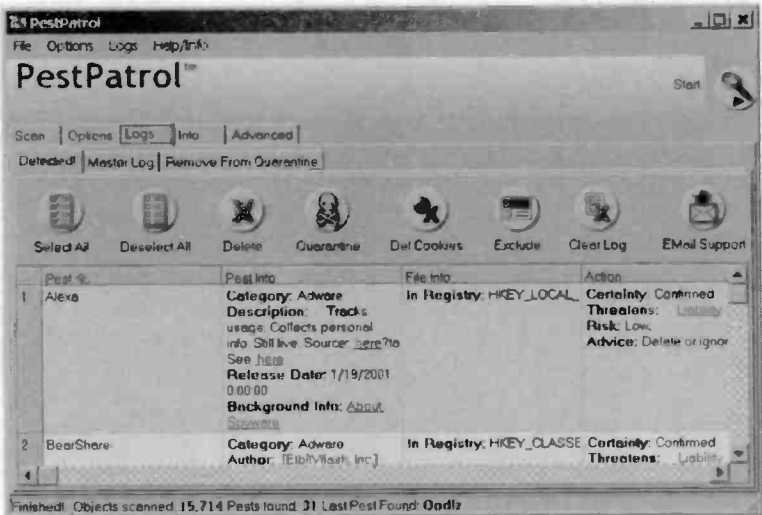 PestPatrol
File Options Logs Help/Info
PestPatrol™
Start
Scan Options Logs Info Advanced
Detected! Master Log Remove From Quarantine
Select All Deselect All Delete Quarantine Del Cookies Exclude Clear Log EMail Support
Pest Pest Info File Info Action
1 Alexa Category: Adware In Registry: HKEY_LOCAL_ Certainty: Confirmed
Description: Tracks Threatens: Liability
usage. Collects personal Risk: Low
info. Still live. Source: here?to Advice: Delete or ignor
See here
Release Date: 1/19/2001
0:00:00
Background Info: About
Spyware
2 BearShare Category: Adware In Registry: HKEY_CLASSE Certainty: Confirmed
Author: Inc.] Threatens: Liability
Finished! Objects scanned: 15,714 Pests found: 31 Last Pest Found: